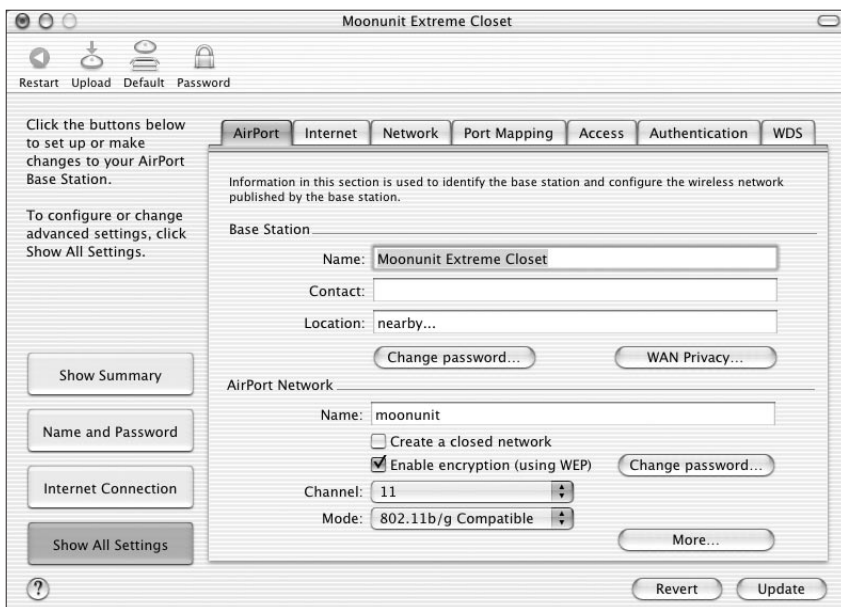 Moonunit Extreme Closet
Restart Upload Default Password
Click the buttons below
to set up or make
changes to your AirPort
Base Station.
To configure or change
advanced settings, click
Show All Settings.
Show Summary
Name and Password
Internet Connection
Show All Settings
?
AirPort Internet Network Port Mapping Access Authentication WDS
Information in this section is used to identify the base station and configure the wireless network
published by the base station.
Base Station
Name: Moonunit Extreme Closet
Contact:
Location: nearby...
Change password... WAN Privacy...
AirPort Network
Name: moonunit
Create a closed network
Enable encryption (using WEP) Change password...
Channel: 11
Mode: 802.11b/g Compatible
More...
Revert Update